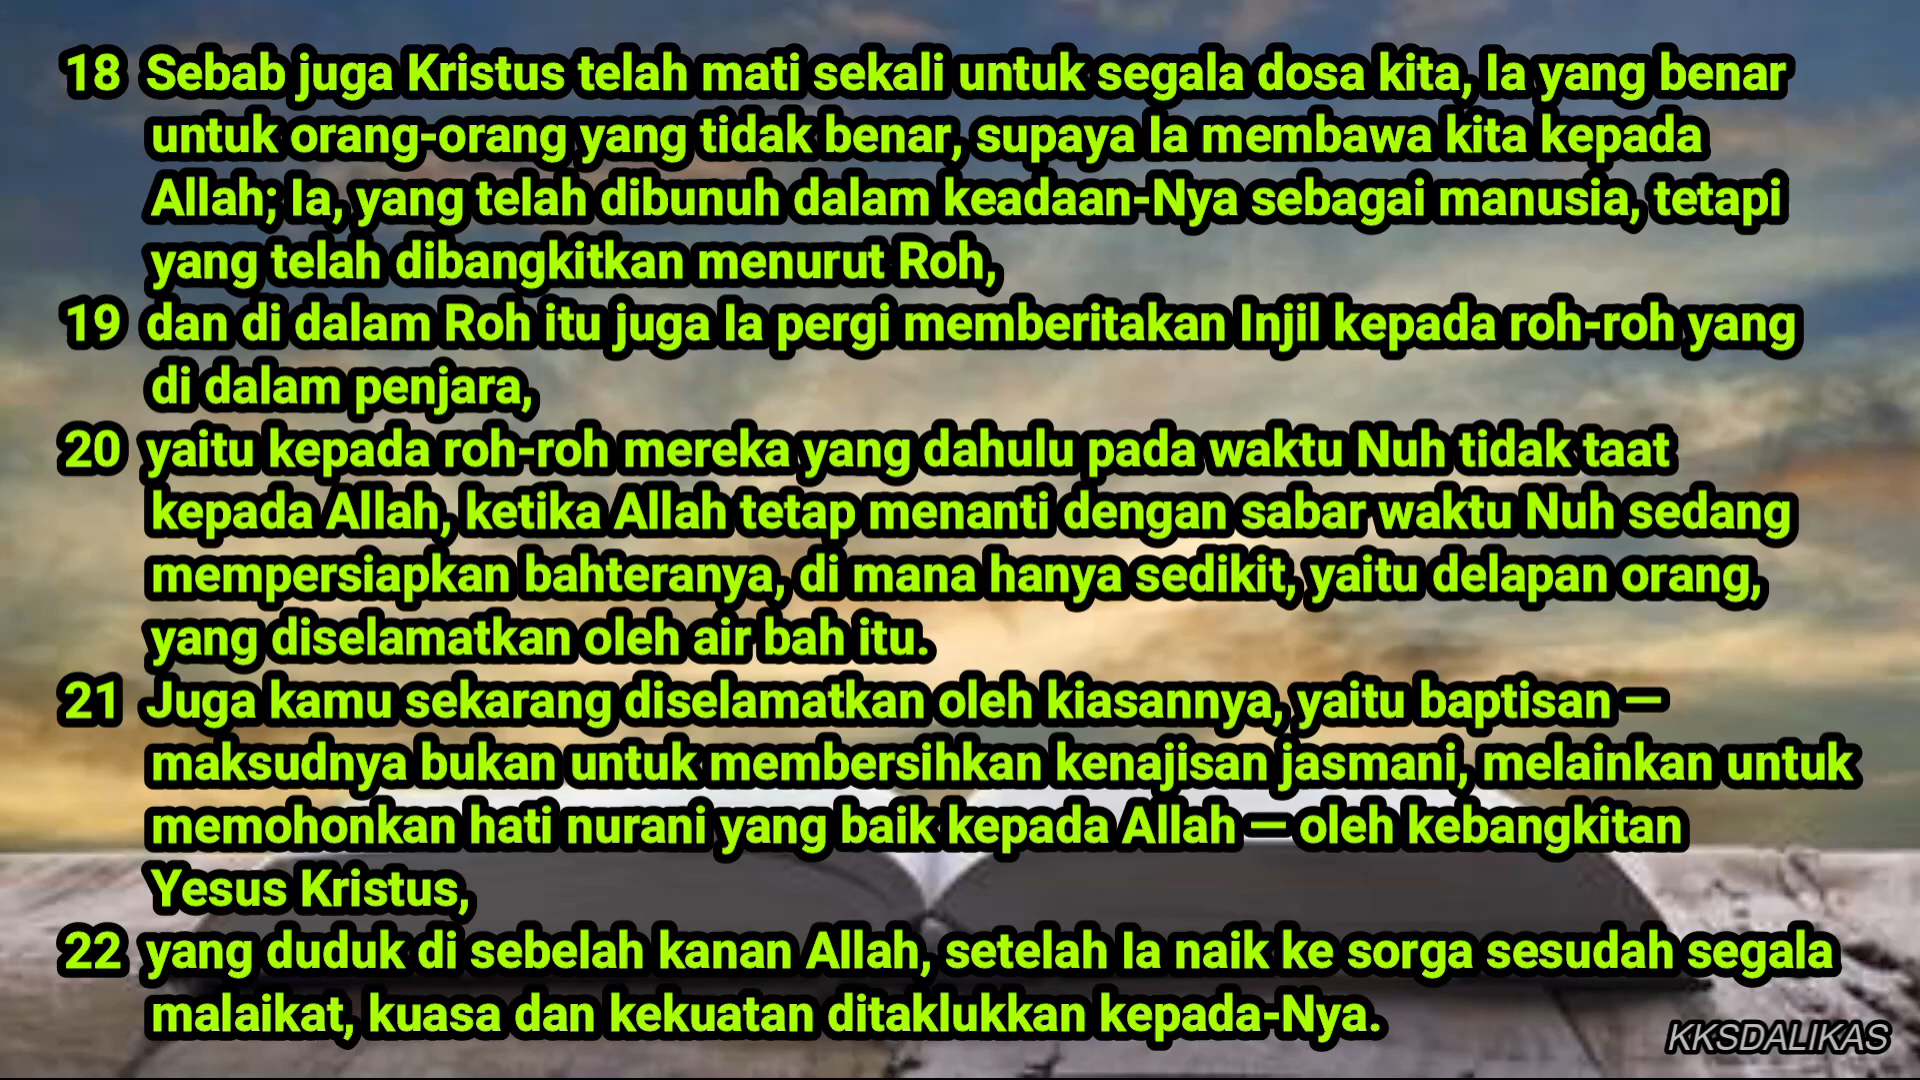 18 Sebab juga Kristus telah mati sekali untuk segala dosa kita, Ia yang benar
untuk orang-orang yang tidak benar, supaya Ia membawa kita kepada
Allah; Ia, yang telah dibunuh dalam keadaan-Nya sebagai manusia, tetapi
yang telah dibangkitkan menurut Roh,
19 dan di dalam Roh itu juga Ia pergi memberitakan Injil kepada roh-roh yang
di dalam penjara,
20 yaitu kepada roh-roh mereka yang dahulu pada waktu Nuh tidak taat
kepada Allah, ketika Allah tetap menanti dengan sabar waktu Nuh sedang
mempersiapkan bahteranya, di mana hanya sedikit, yaitu delapan orang,
yang diselamatkan oleh air bah itu.
21 Juga kamu sekarang diselamatkan oleh kiasannya, yaitu baptisan —
maksudnya bukan untuk membersihkan kenajisan jasmani, melainkan untuk
memohonkan hati nurani yang baik kepada Allah — oleh kebangkitan
Yesus Kristus,
22 yang duduk di sebelah kanan Allah, setelah Ia naik ke sorga sesudah segala
malaikat, kuasa dan kekuatan ditaklukkan kepada-Nya.
KKSDALIKAS